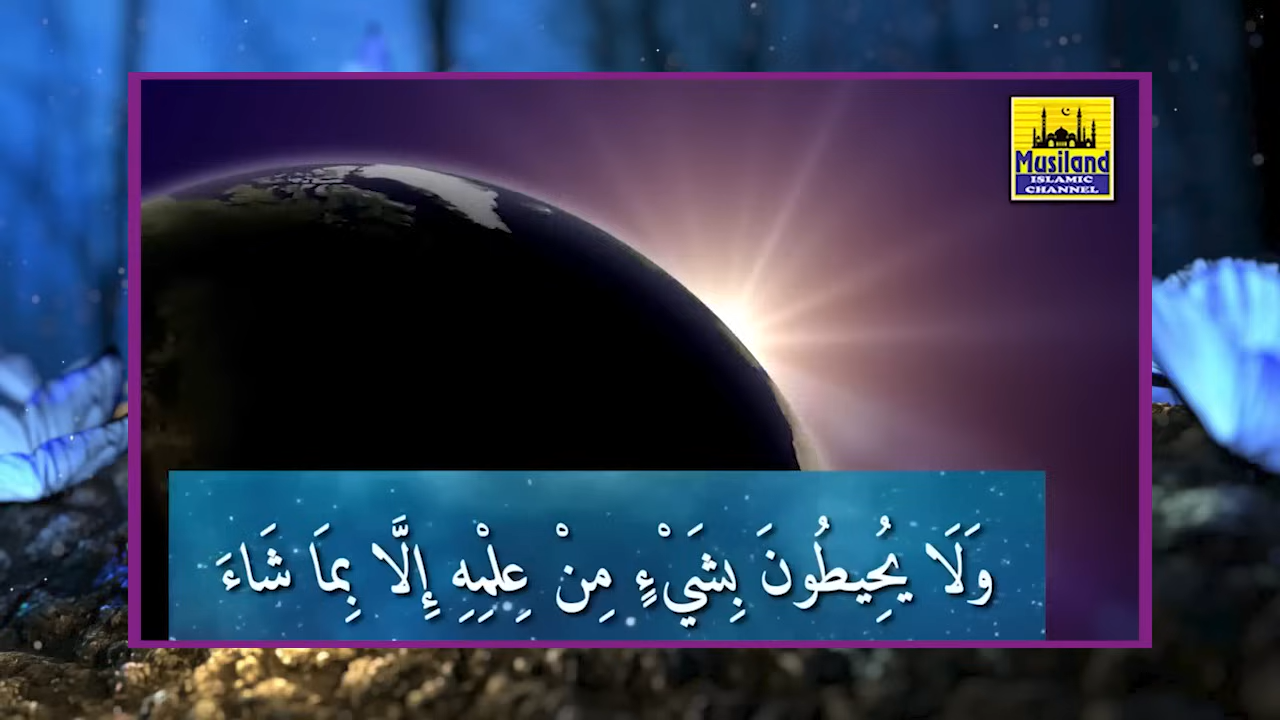 Musiland
ISLAMIC
CHANNEL
وَلَا يُحِيطُونَ بِشَيْءٍ مِنْ عِلْمِهِ إِلَّا بِمَا شَاءَ